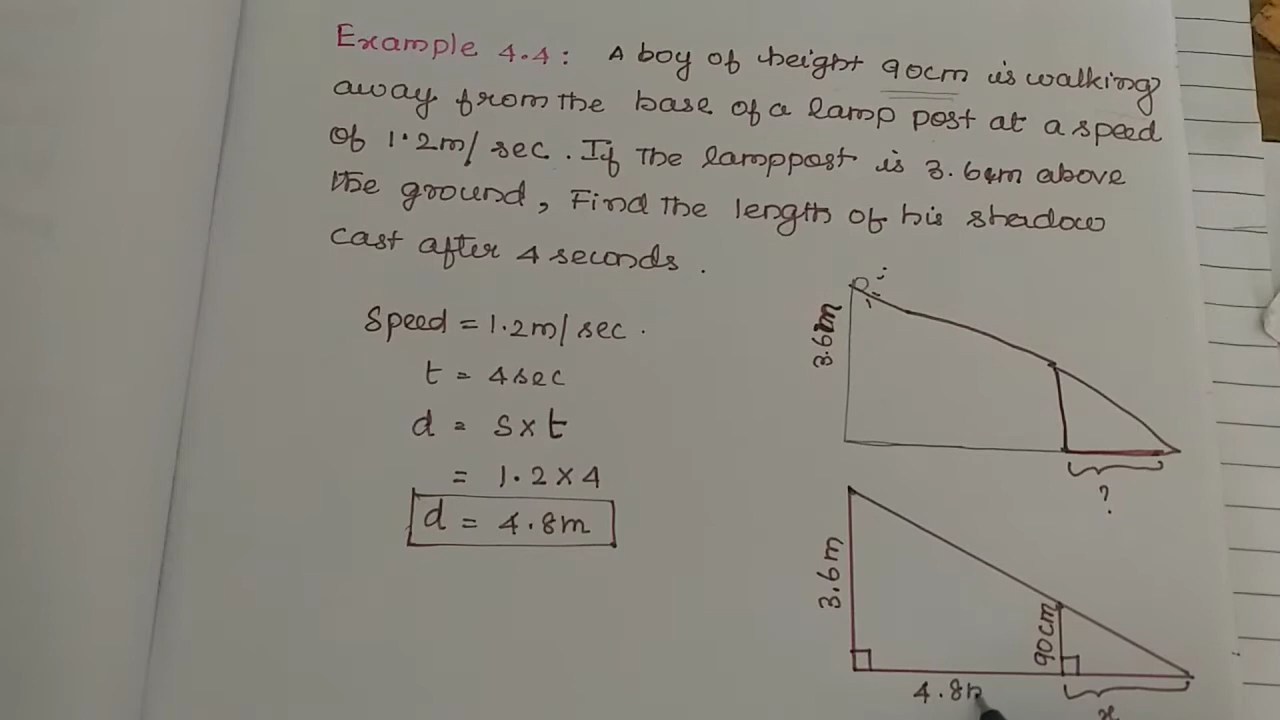 Example 4.4: A boy of height 90cm is walking
away from the base of a lamp post at a speed
of 1.2m/sec. If the lamppost is 3.6m above
the ground, Find the length of his shadow
cast after 4 seconds.
Speed = 1.2m/sec.
t = 4sec
d = s×t
= 1.2×4
d = 4.8m
3.6m
?
3.6m
90cm
4.8
x